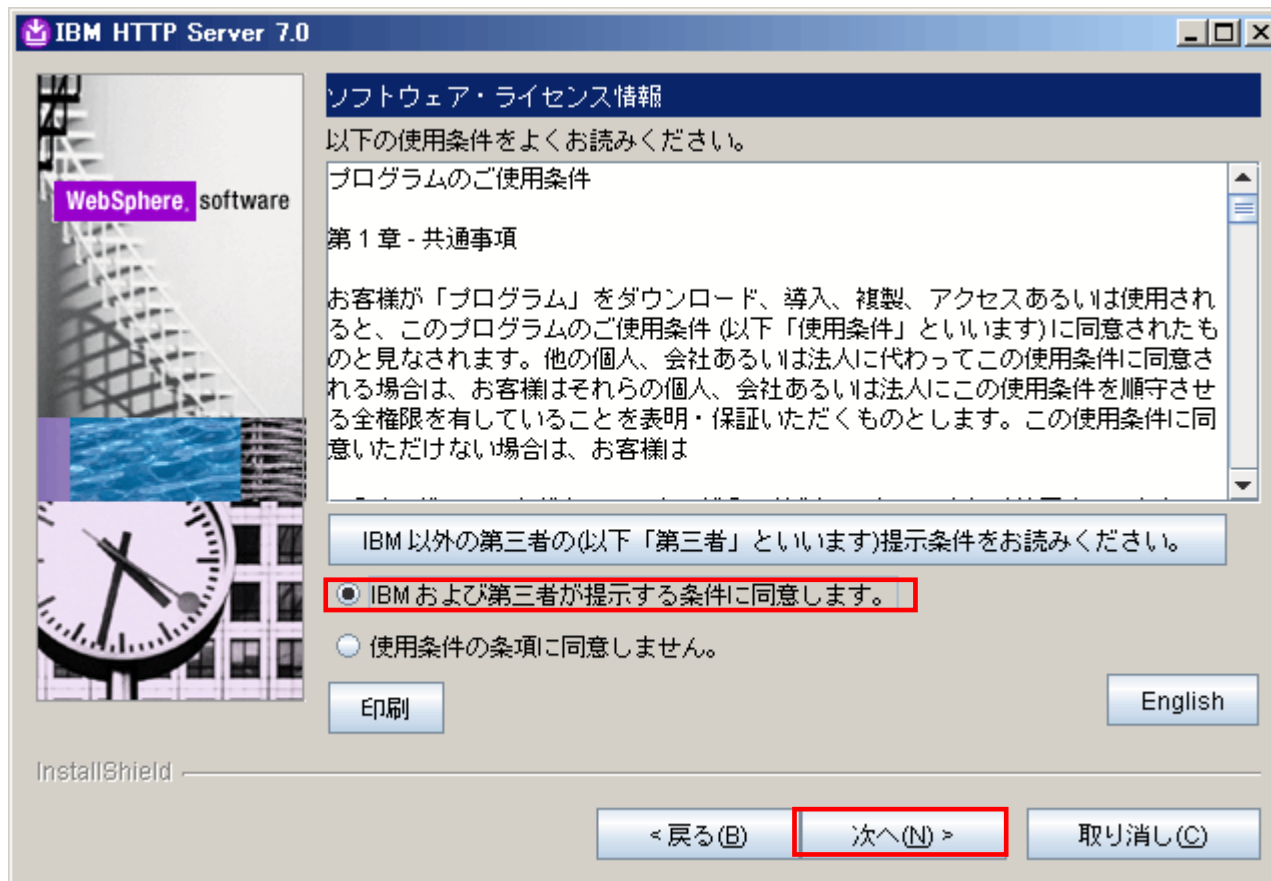 IBM HTTP Server 7.0
WebSphere. software
ソフトウェア・ライセンス情報
以下の使用条件をよくお読みください。
プログラムのご使用条件
第 1 章 - 共通事項
お客様が「プログラム」をダウンロード、導入、複製、アクセスあるいは使用され
ると、このプログラムのご使用条件 (以下「使用条件」といいます) に同意されたも
のと見なされます。他の個人、会社あるいは法人に代わってこの使用条件に同意さ
れる場合は、お客様はそれらの個人、会社あるいは法人にこの使用条件を順守させ
る全権限を有していることを表明・保証いただくものとします。この使用条件に同
意いただけない場合は、お客様は
IBM 以外の第三者の(以下「第三者」といいます)提示条件をお読みください。
IBM および第三者が提示する条件に同意します。
使用条件の条項に同意しません。
印刷
English
InstallShield
< 戻る(B)
次へ(N) >
取り消し(C)